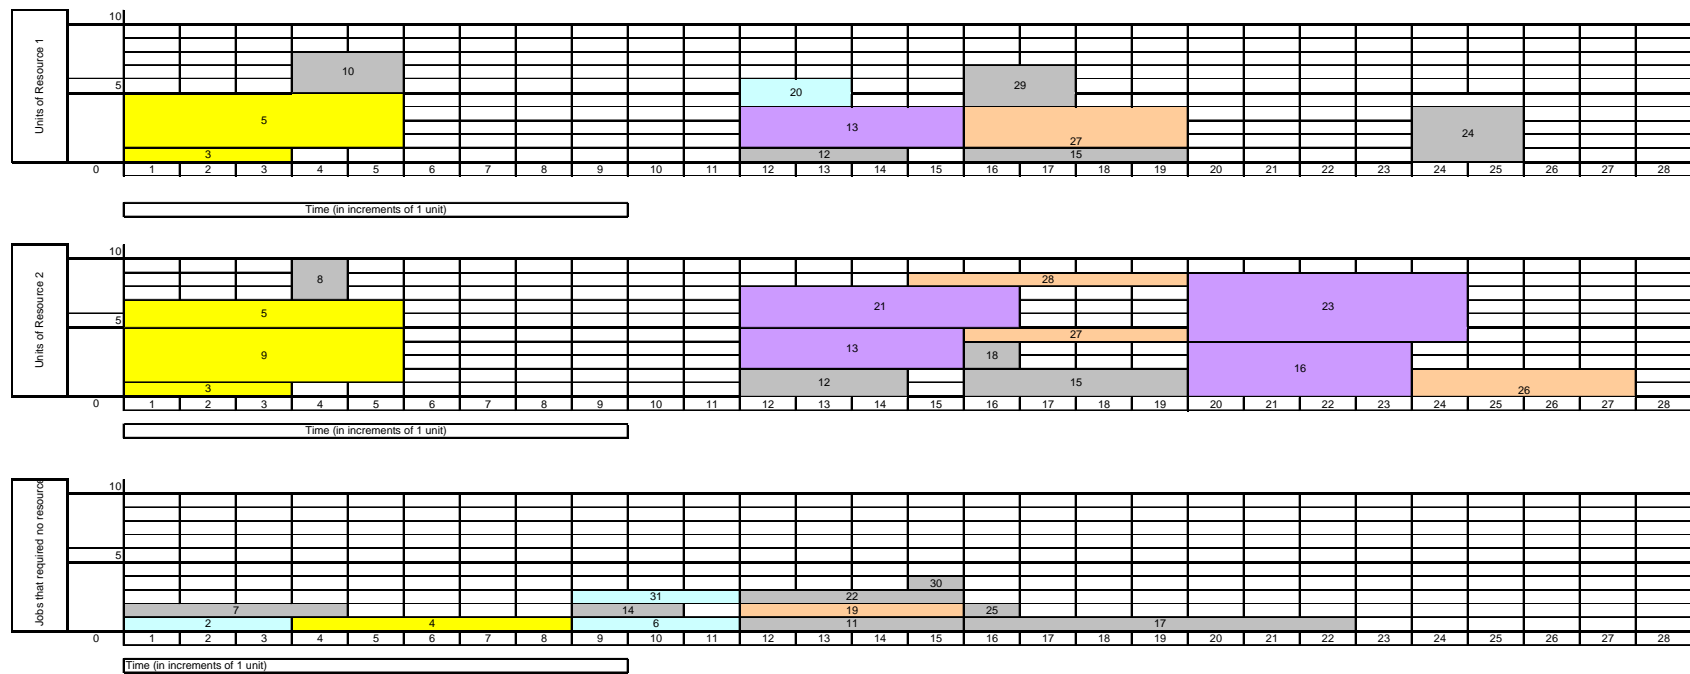 Units of Resource 1
10
10
29
5
20
5
13
27
24
3
12
15
0 1 2 3 4 5 6 7 8 9 10 11 12 13 14 15 16 17 18 19 20 21 22 23 24 25 26 27 28
Time (in increments of 1 unit)
Units of Resource 2
10
8
28
5
21
23
5
27
9
13
18
16
3
12
15
26
0 1 2 3 4 5 6 7 8 9 10 11 12 13 14 15 16 17 18 19 20 21 22 23 24 25 26 27 28
Time (in increments of 1 unit)
Jobs that required no resource
10
5
30
31 22
7 14 19 25
2 4 6 11 17
0 1 2 3 4 5 6 7 8 9 10 11 12 13 14 15 16 17 18 19 20 21 22 23 24 25 26 27 28
Time (in increments of 1 unit)